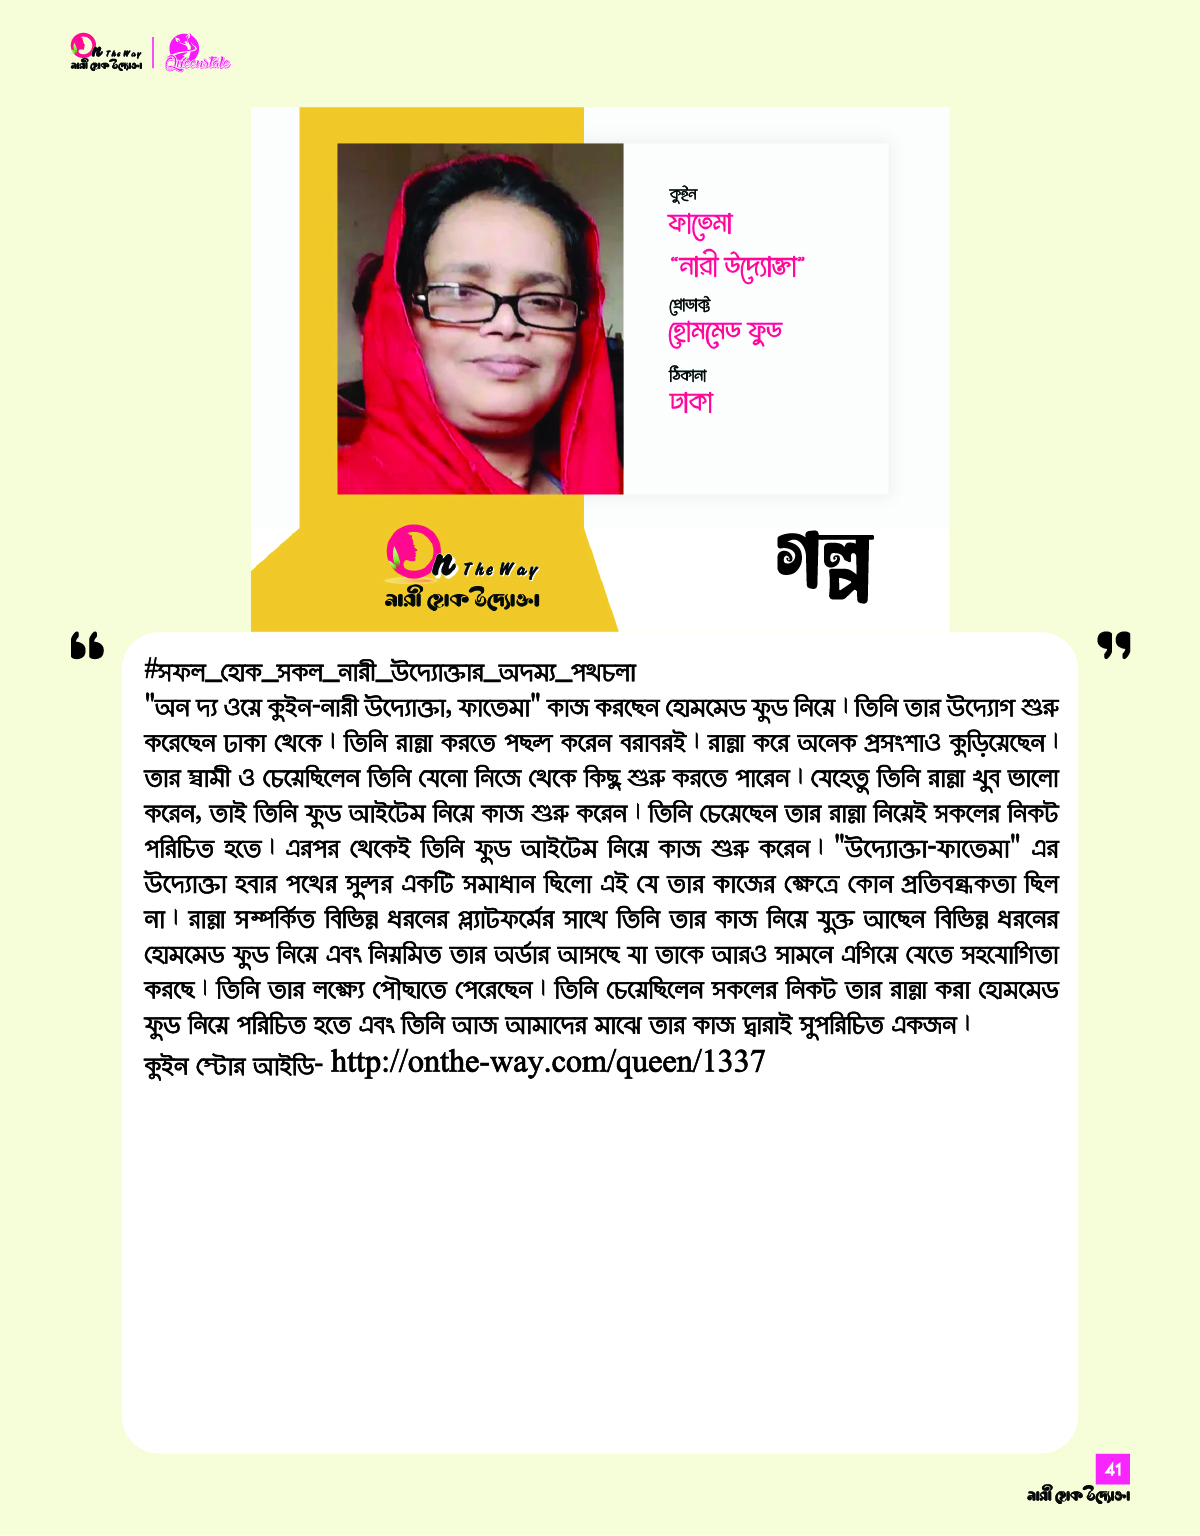 On The Way
নারী হোক উদ্যোক্তা
Queenstale
কুইন
ফাতেমা
“নারী উদ্যোক্তা”
প্রোডাক্ট
হোমমেড ফুড
ঠিকানা
ঢাকা
On The Way
নারী হোক উদ্যোক্তা
গল্প
#সফল_হোক_সকল_নারী_উদ্যোক্তার_অদম্য_পথচলা
"অন দ্য ওয়ে কুইন-নারী উদ্যোক্তা, ফাতেমা" কাজ করছেন হোমমেড ফুড নিয়ে। তিনি তার উদ্যোগ শুরু
করেছেন ঢাকা থেকে। তিনি রান্না করতে পছন্দ করেন বরাবরই। রান্না করে অনেক প্রসংশাও কুড়িয়েছেন।
তার স্বামী ও চেয়েছিলেন তিনি যেনো নিজে থেকে কিছু শুরু করতে পারেন। যেহেতু তিনি রান্না খুব ভালো
করেন, তাই তিনি ফুড আইটেম নিয়ে কাজ শুরু করেন। তিনি চেয়েছেন তার রান্না নিয়েই সকলের নিকট
পরিচিত হতে। এরপর থেকেই তিনি ফুড আইটেম নিয়ে কাজ শুরু করেন। "উদ্যোক্তা-ফাতেমা" এর
উদ্যোক্তা হবার পথের সুন্দর একটি সমাধান ছিলো এই যে তার কাজের ক্ষেত্রে কোন প্রতিবন্ধকতা ছিল
না। রান্না সম্পর্কিত বিভিন্ন ধরনের প্ল্যাটফর্মের সাথে তিনি তার কাজ নিয়ে যুক্ত আছেন বিভিন্ন ধরনের
হোমমেড ফুড নিয়ে এবং নিয়মিত তার অর্ডার আসছে যা তাকে আরও সামনে এগিয়ে যেতে সহযোগিতা
করছে। তিনি তার লক্ষ্যে পৌছাতে পেরেছেন। তিনি চেয়েছিলেন সকলের নিকট তার রান্না করা হোমমেড
ফুড নিয়ে পরিচিত হতে এবং তিনি আজ আমাদের মাঝে তার কাজ দ্বারাই সুপরিচিত একজন।
কুইন স্টোর আইডি- http://onthe-way.com/queen/1337
41
নারী হোক উদ্যোক্তা